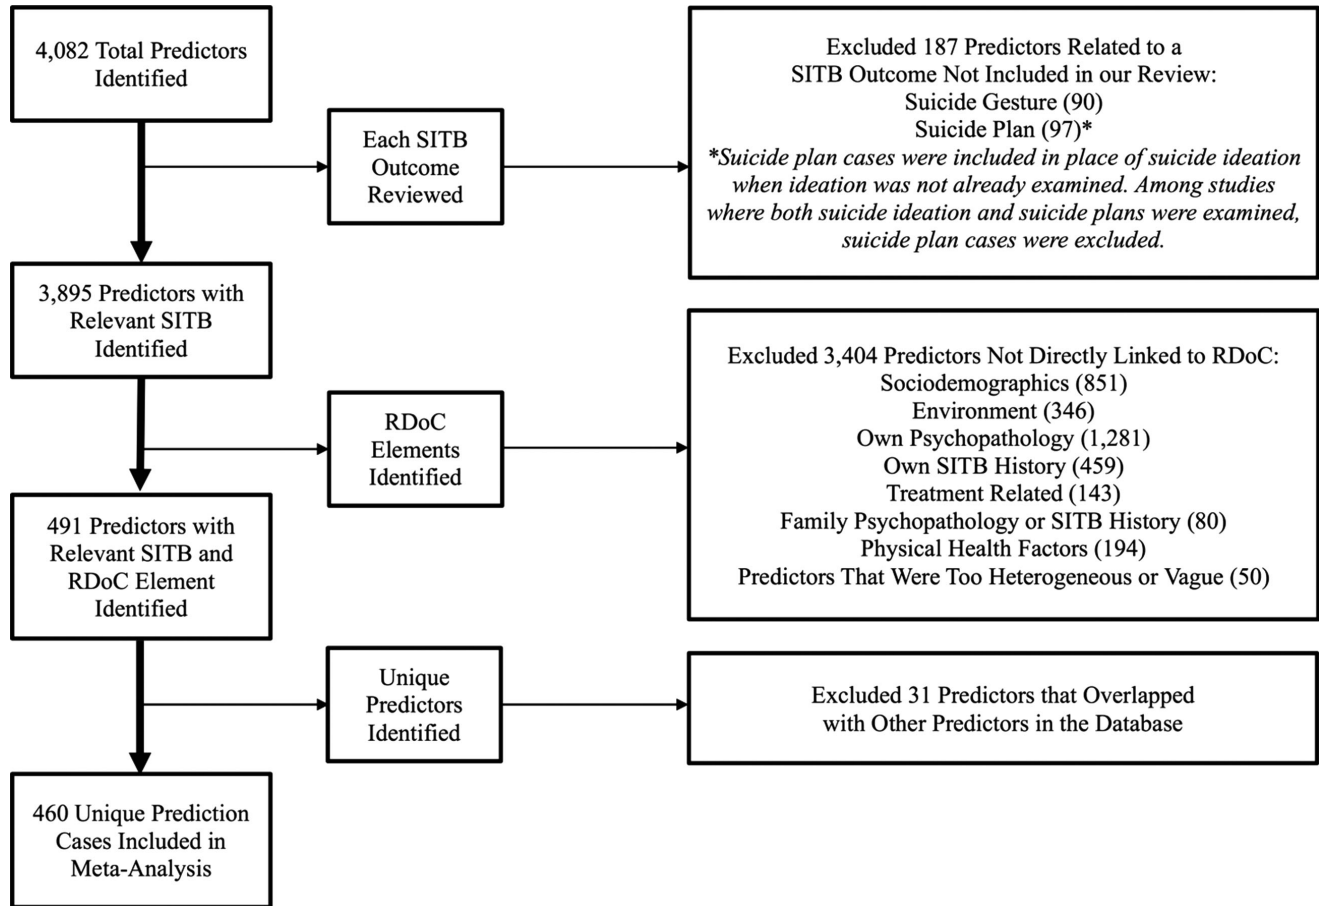 4,082 Total Predictors
Identified
Each SITB
Outcome
Reviewed
Excluded 187 Predictors Related to a
SITB Outcome Not Included in our Review:
Suicide Gesture (90)
Suicide Plan (97)*
*Suicide plan cases were included in place of suicide ideation
when ideation was not already examined. Among studies
where both suicide ideation and suicide plans were examined,
suicide plan cases were excluded.
3,895 Predictors with
Relevant SITB
Identified
RDoC
Elements
Identified
Excluded 3,404 Predictors Not Directly Linked to RDoC:
Sociodemographics (851)
Environment (346)
Own Psychopathology (1,281)
Own SITB History (459)
Treatment Related (143)
Family Psychopathology or SITB History (80)
Physical Health Factors (194)
Predictors That Were Too Heterogeneous or Vague (50)
491 Predictors with
Relevant SITB and
RDoC Element
Identified
Unique
Predictors
Identified
Excluded 31 Predictors that Overlapped
with Other Predictors in the Database
460 Unique Prediction
Cases Included in
Meta-Analysis